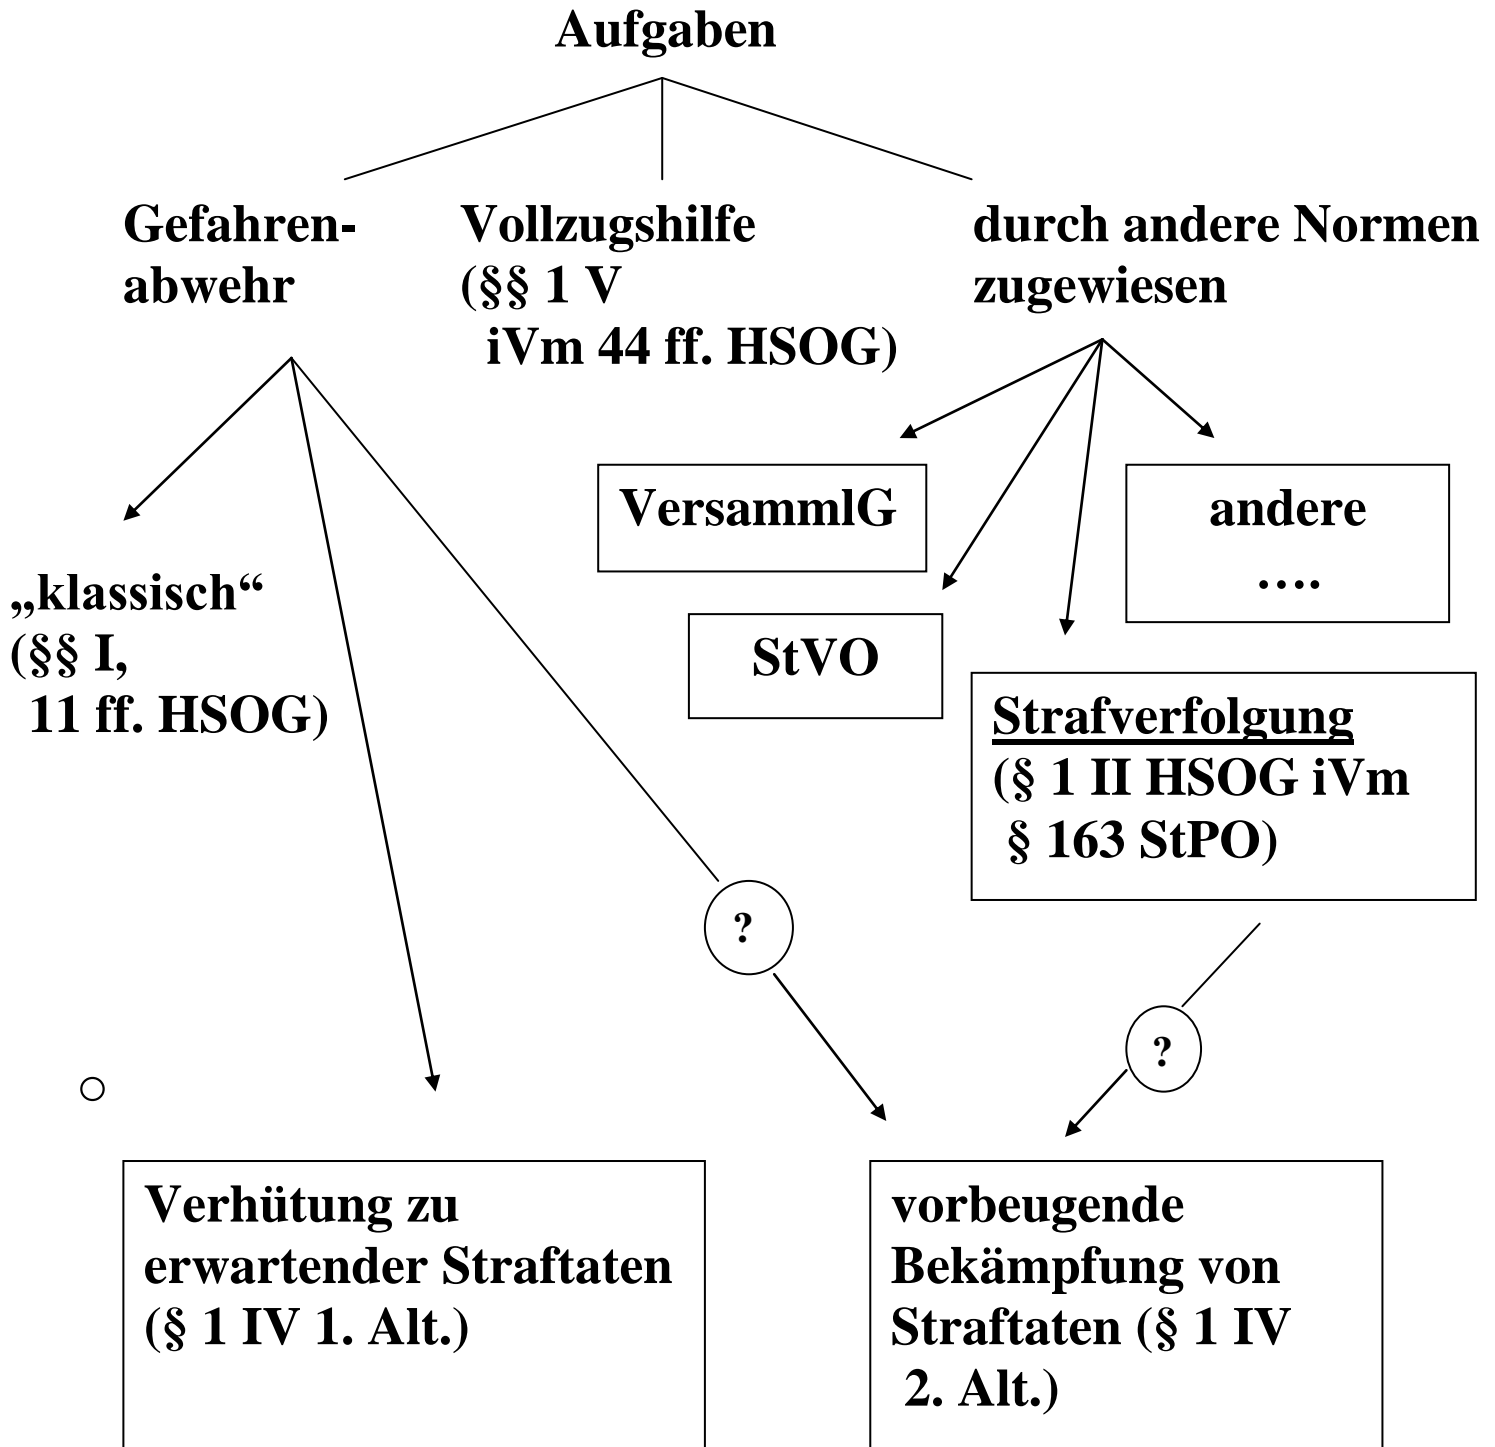 Aufgaben
Gefahren-
abwehr
Vollzugshilfe
(§§ 1 V
iVm 44 ff. HSOG)
durch andere Normen
zugewiesen
„klassisch“
(§§ I,
11 ff. HSOG)
VersammlG
andere
….
StVO
Strafverfolgung
(§ 1 II HSOG iVm
§ 163 StPO)
?
?
Verhütung zu
erwartender Straftaten
(§ 1 IV 1. Alt.)
vorbeugende
Bekämpfung von
Straftaten (§ 1 IV
2. Alt.)